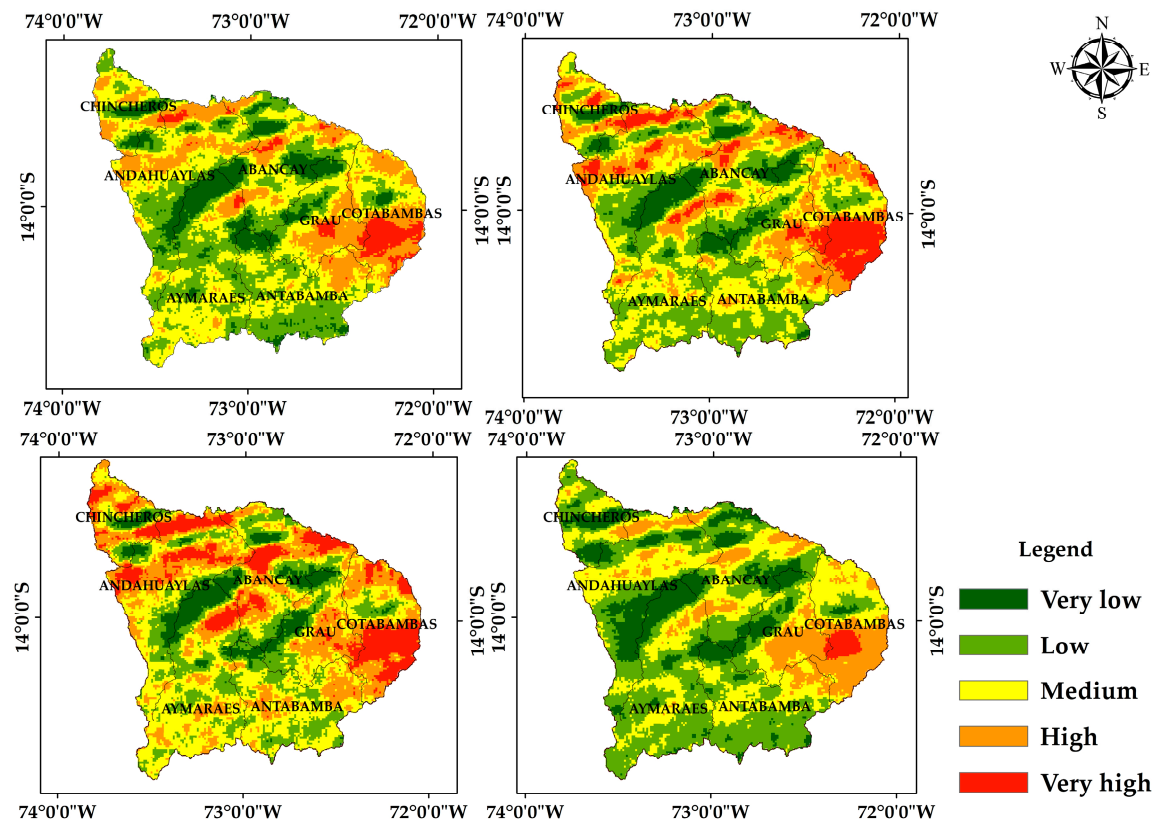 74°0'0"W 73°0'0"W 72°0'0"W
74°0'0"W 73°0'0"W 72°0'0"W
N
W E
S
CHINCHEROS
ANDAHUAYLAS ABANCAY
GRAU COTABAMBAS
AYMARAES ANTABAMBA
14°0'0"S
14°0'0"S
74°0'0"W 73°0'0"W 72°0'0"W
CHINCHEROS
ANDAHUAYLAS ABANCAY
GRAU COTABAMBAS
AYMARAES ANTABAMBA
14°0'0"S
14°0'0"S
74°0'0"W 73°0'0"W 72°0'0"W
74°0'0"W 73°0'0"W 72°0'0"W
CHINCHEROS
ANDAHUAYLAS ABANCAY
GRAU COTABAMBAS
AYMARAES ANTABAMBA
14°0'0"S
14°0'0"S
74°0'0"W 73°0'0"W 72°0'0"W
74°0'0"W 73°0'0"W 72°0'0"W
CHINCHEROS
ANDAHUAYLAS ABANCAY
GRAU COTABAMBAS
AYMARAES ANTABAMBA
14°0'0"S
14°0'0"S
74°0'0"W 73°0'0"W 72°0'0"W
Legend
Very low
Low
Medium
High
Very high